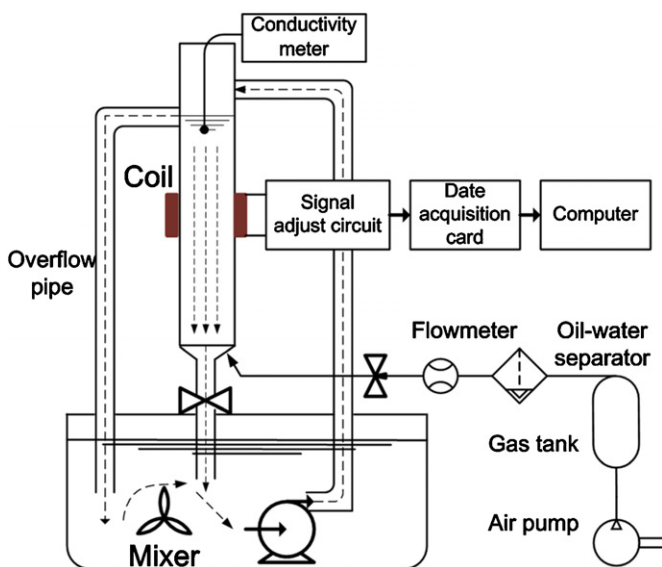 Conductivity
meter
Coil
Signal
adjust circuit
Date
acquisition
card
Computer
Overflow
pipe
Flowmeter
Oil-water
separator
Gas tank
Air pump
Mixer